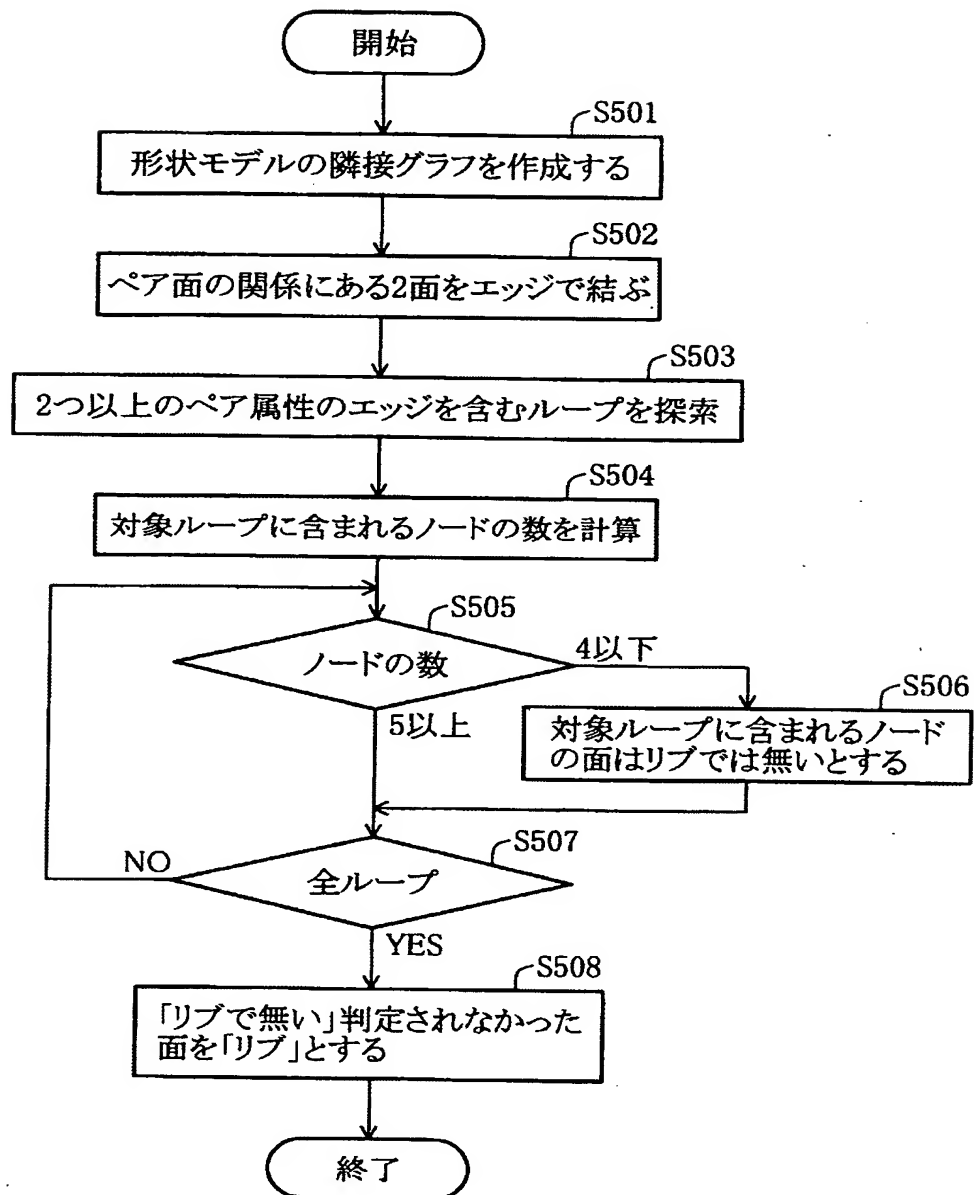 開始
S501
形状モデルの隣接グラフを作成する
S502
ペア面の関係にある2面をエッジで結ぶ
S503
2つ以上のペア属性のエッジを含むループを探索
S504
対象ループに含まれるノードの数を計算
S505
ノードの数
4以下
5以上
S506
対象ループに含まれるノード
の面はリブでは無いとする
S507
全ループ
NO
YES
S508
「リブで無い」判定されなかった
面を「リブ」とする
終了